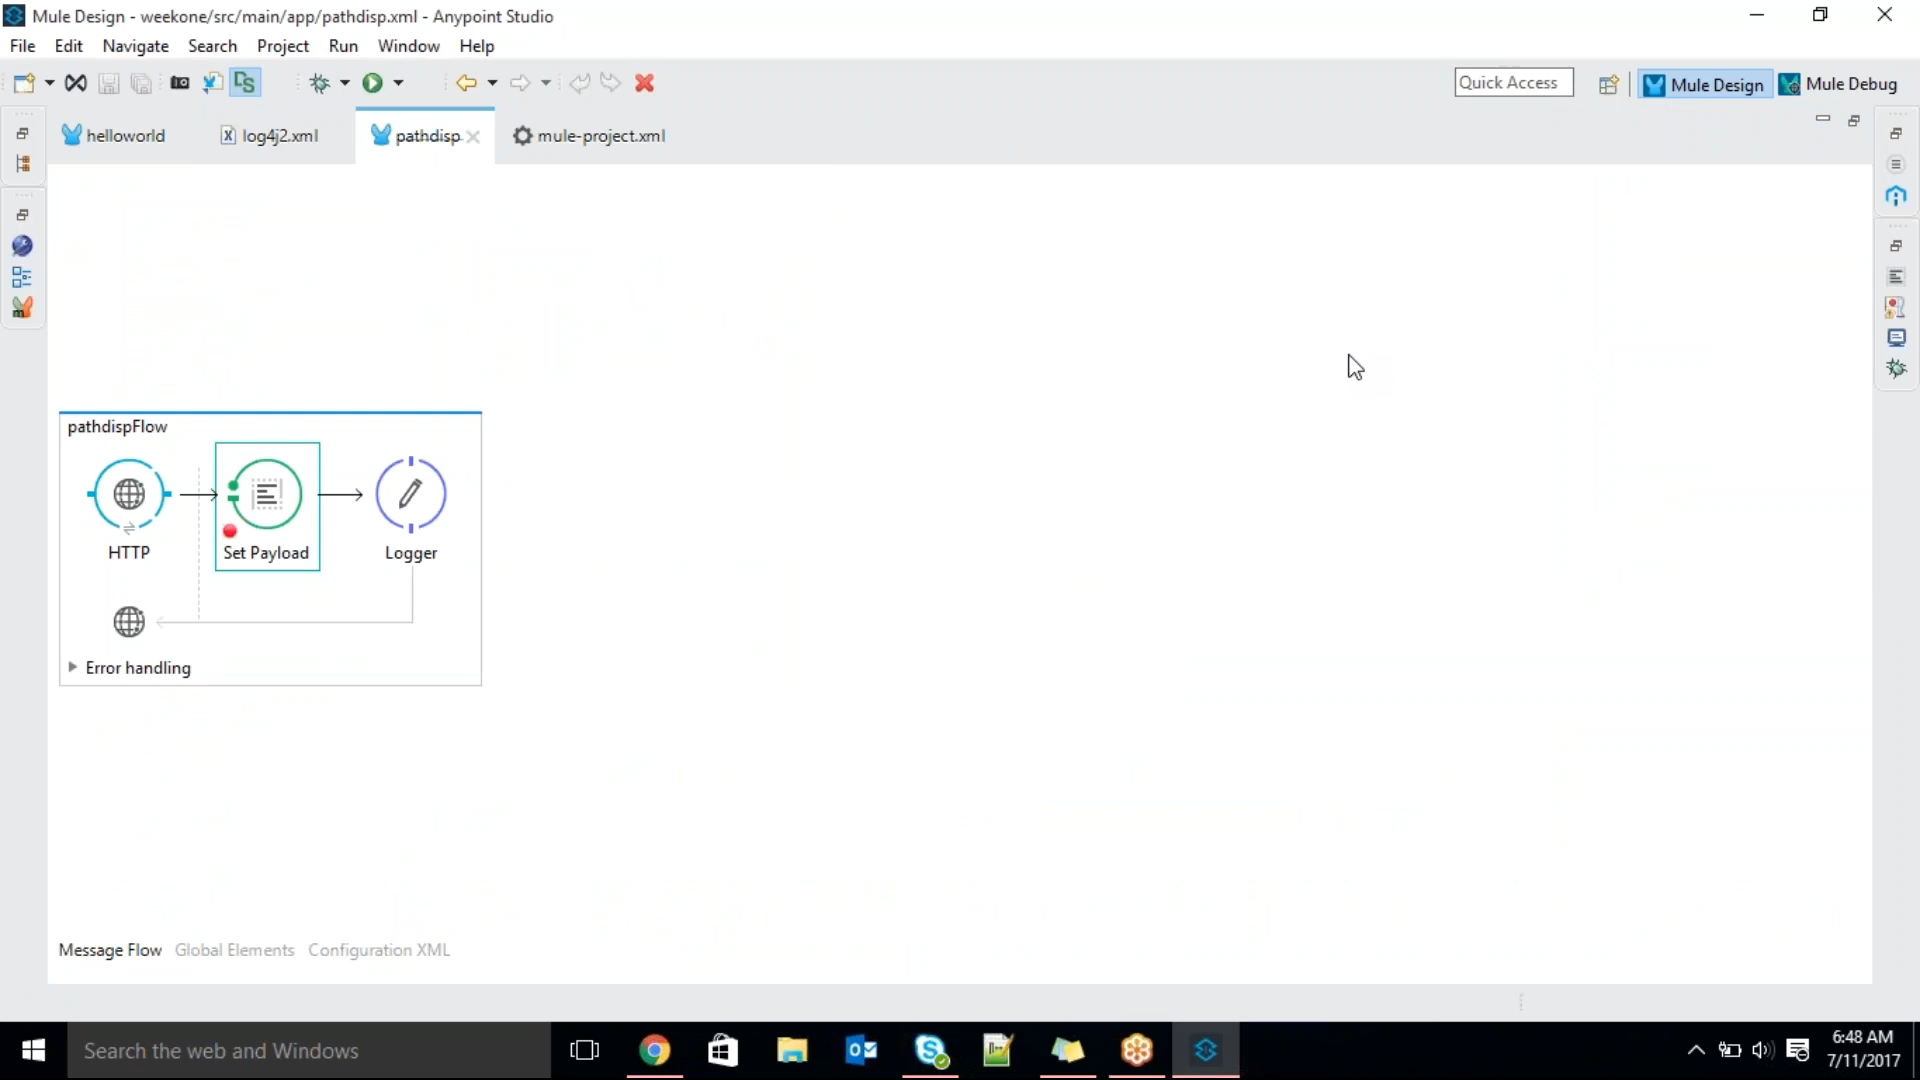 Mule Design - weekone/src/main/app/pathdisp.xml - Anypoint Studio
File Edit Navigate Search Project Run Window Help
Quick Access Mule Design Mule Debug
helloworld log4j2.xml pathdisp mule-project.xml
pathdispFlow
HTTP Set Payload Logger
Error handling
Message Flow Global Elements Configuration XML
Search the web and Windows
6:48 AM
7/11/2017